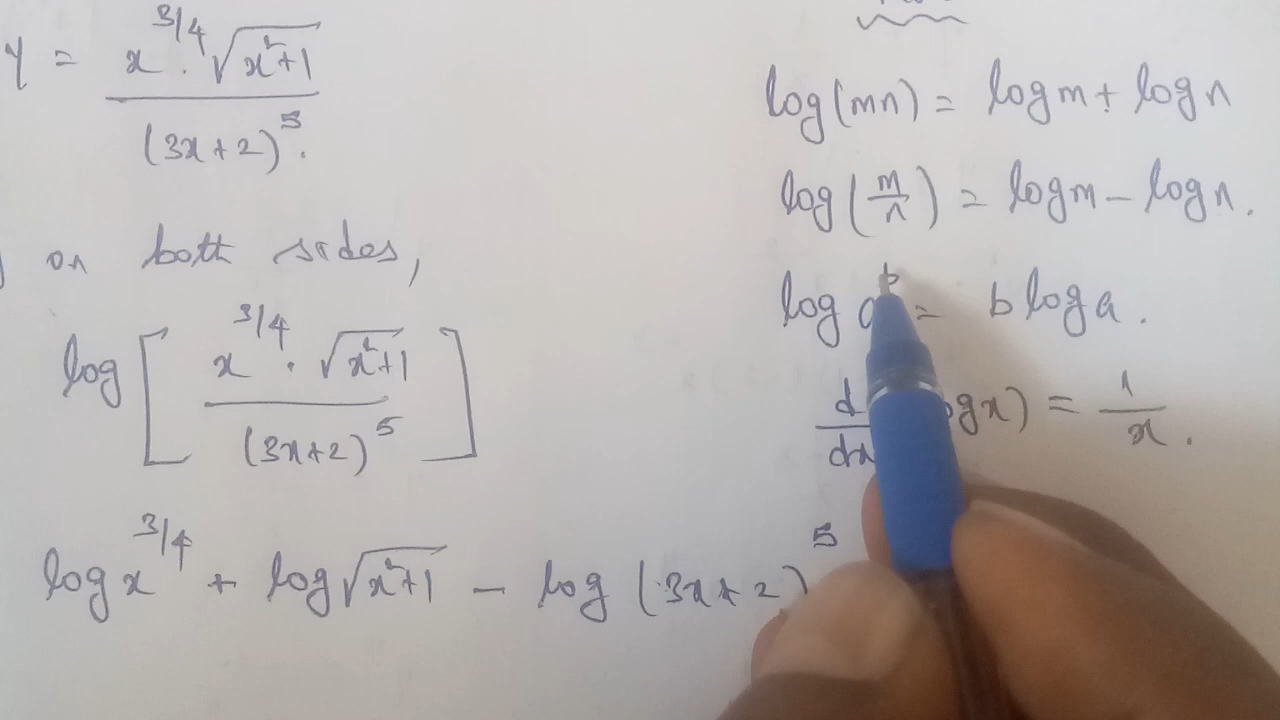 y = x^{3/4} . √(x²+1) / (3x+2)^5 .
on both sides,
log [ x^{3/4} . √(x²+1) / (3x+2)^5 ]
log x^{3/4} + log √(x²+1) − log (3x+2)^5
log (mn) = log m + log n
log (m/n) = log m − log n .
log a^b = b log a .
= 1/x .